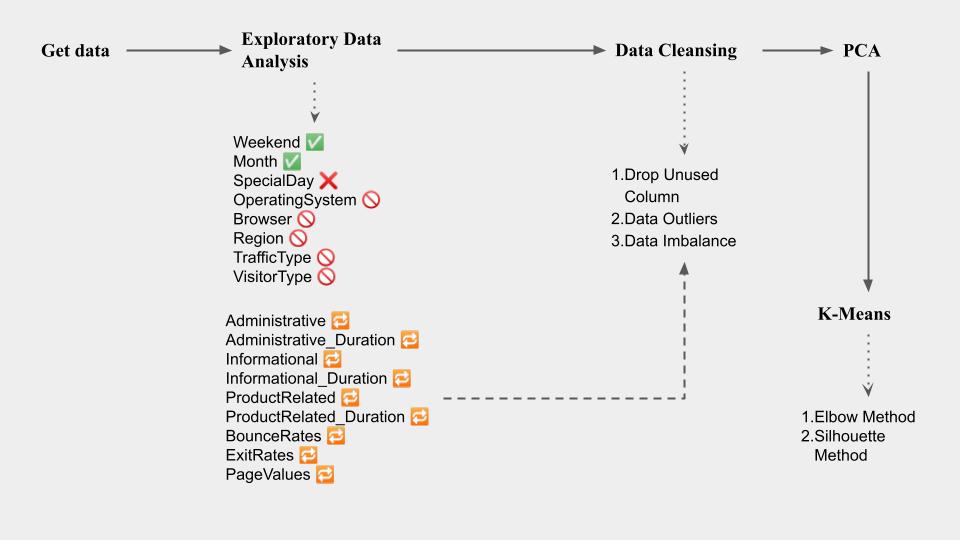 Get data
Exploratory Data
Analysis
Data Cleansing
PCA
Weekend ✅
Month ✅
SpecialDay ❌
OperatingSystem 🚫
Browser 🚫
Region 🚫
TrafficType 🚫
VisitorType 🚫
Administrative 🔁
Administrative_Duration 🔁
Informational 🔁
Informational_Duration 🔁
ProductRelated 🔁
ProductRelated_Duration 🔁
BounceRates 🔁
ExitRates 🔁
PageValues 🔁
1.Drop Unused
Column
2.Data Outliers
3.Data Imbalance
K-Means
1.Elbow Method
2.Silhouette
Method